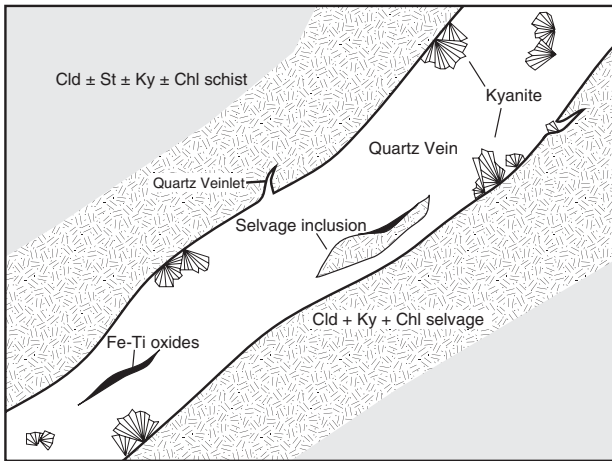 Cld ± St ± Ky ± Chl schist
Kyanite
Quartz Vein
Quartz Veinlet
Selvage inclusion
Cld + Ky + Chl selvage
Fe-Ti oxides